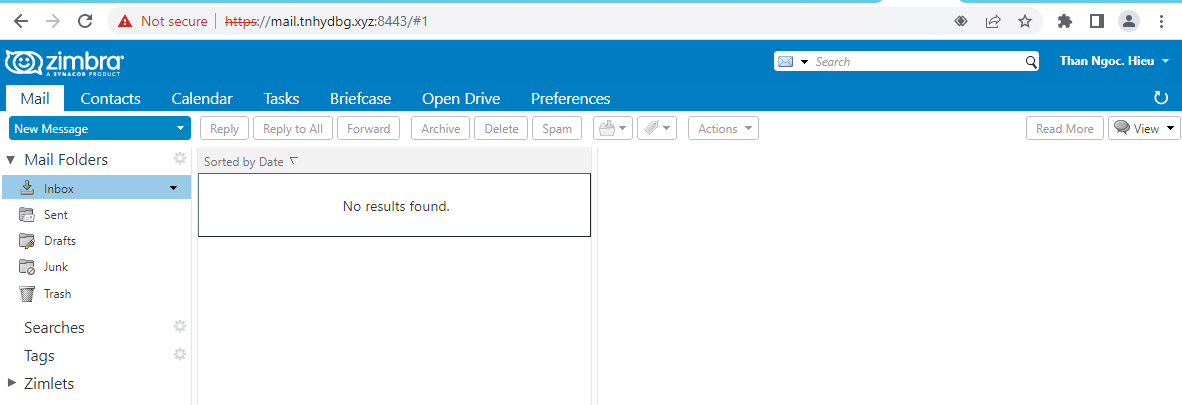 Not secure https://mail.tnhydbg.xyz:8443/#1
zimbra
A SYNACOR PRODUCT
Search
Than Ngoc. Hieu
Mail Contacts Calendar Tasks Briefcase Open Drive Preferences
New Message Reply Reply to All Forward Archive Delete Spam Actions Read More View
Mail Folders
Sorted by Date
Inbox
No results found.
Sent
Drafts
Junk
Trash
Searches
Tags
Zimlets